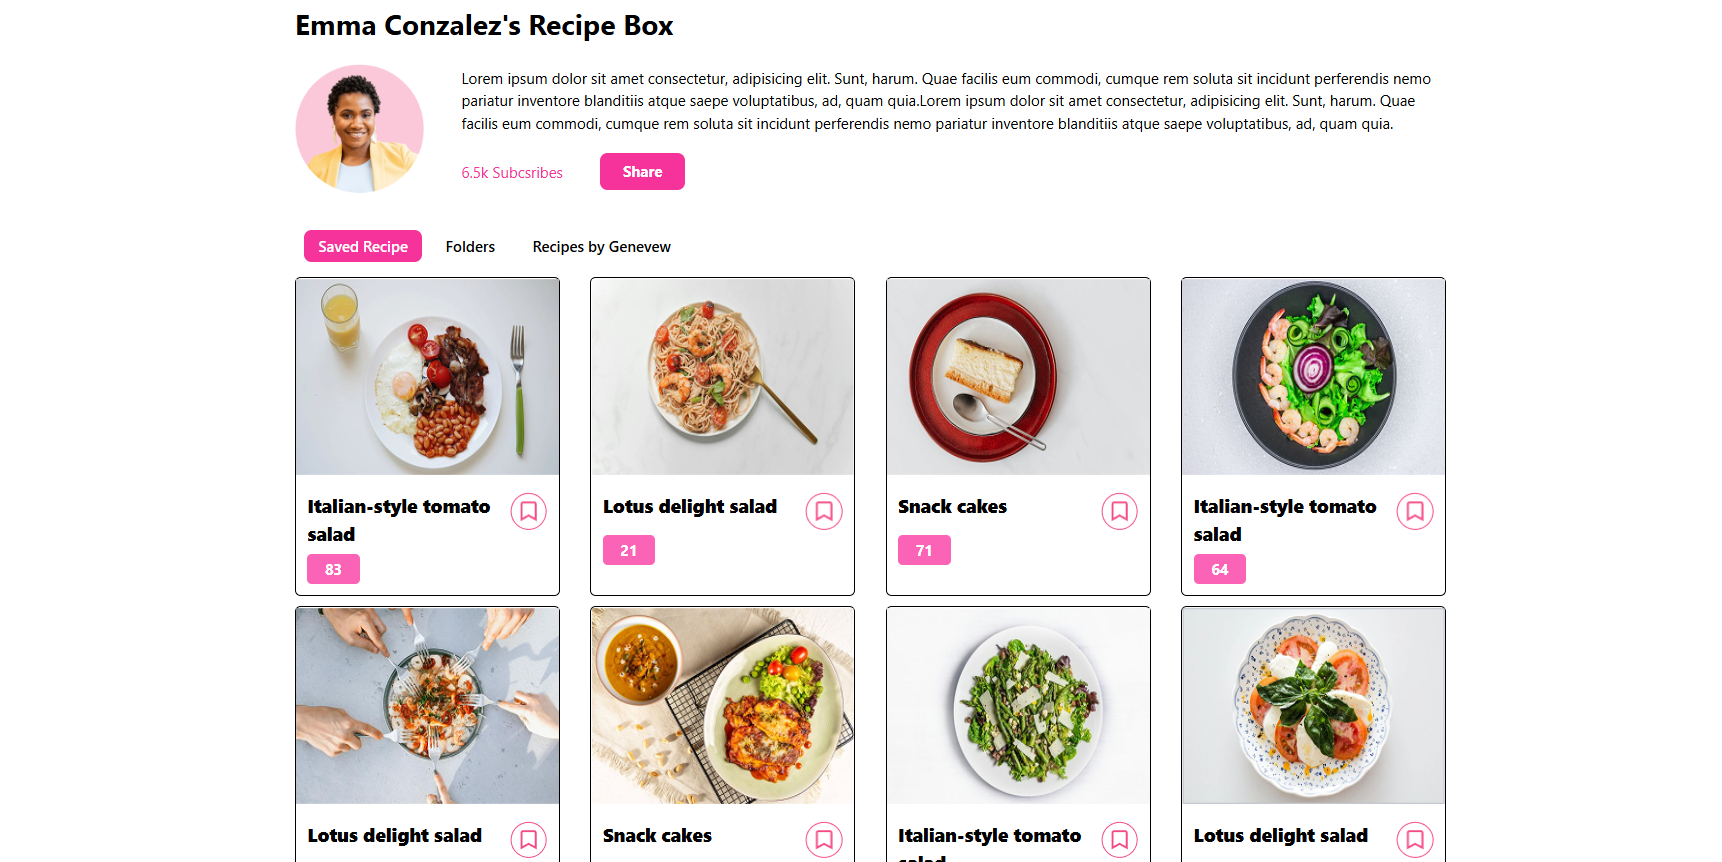 Emma Conzalez's Recipe Box
Lorem ipsum dolor sit amet consectetur, adipisicing elit. Sunt, harum. Quae facilis eum commodi, cumque rem soluta sit incidunt perferendis nemo
pariatur inventore blanditiis atque saepe voluptatibus, ad, quam quia.Lorem ipsum dolor sit amet consectetur, adipisicing elit. Sunt, harum. Quae
facilis eum commodi, cumque rem soluta sit incidunt perferendis nemo pariatur inventore blanditiis atque saepe voluptatibus, ad, quam quia.
6.5k Subcsribes
Share
Saved Recipe
Folders
Recipes by Genevew
Italian-style tomato
salad
83
Lotus delight salad
21
Snack cakes
71
Italian-style tomato
salad
64
Lotus delight salad
Snack cakes
Italian-style tomato
salad
Lotus delight salad